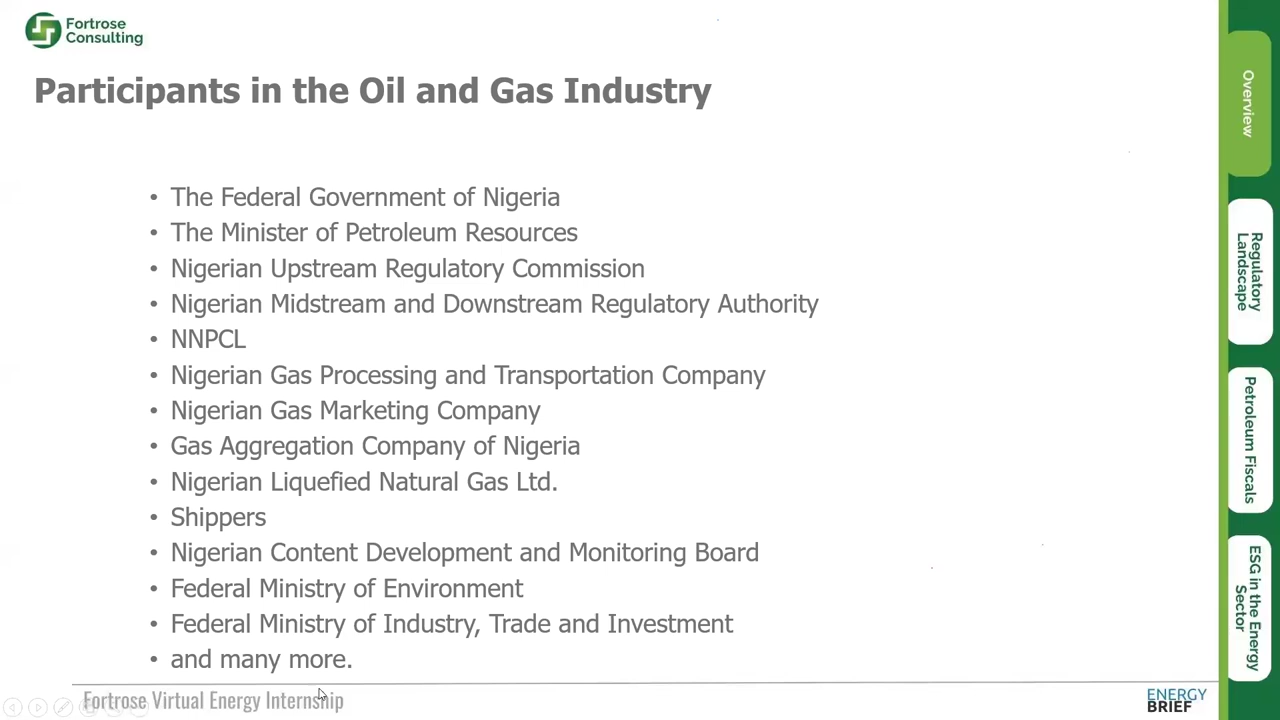 Fortrose
Consulting
Participants in the Oil and Gas Industry
• The Federal Government of Nigeria
• The Minister of Petroleum Resources
• Nigerian Upstream Regulatory Commission
• Nigerian Midstream and Downstream Regulatory Authority
• NNPCL
• Nigerian Gas Processing and Transportation Company
• Nigerian Gas Marketing Company
• Gas Aggregation Company of Nigeria
• Nigerian Liquefied Natural Gas Ltd.
• Shippers
• Nigerian Content Development and Monitoring Board
• Federal Ministry of Environment
• Federal Ministry of Industry, Trade and Investment
• and many more.
Fortrose Virtual Energy Internship
ENERGY
BRIEF
Overview
Regulatory
Landscape
Petroleum Fiscals
ESG in the Energy
Sector